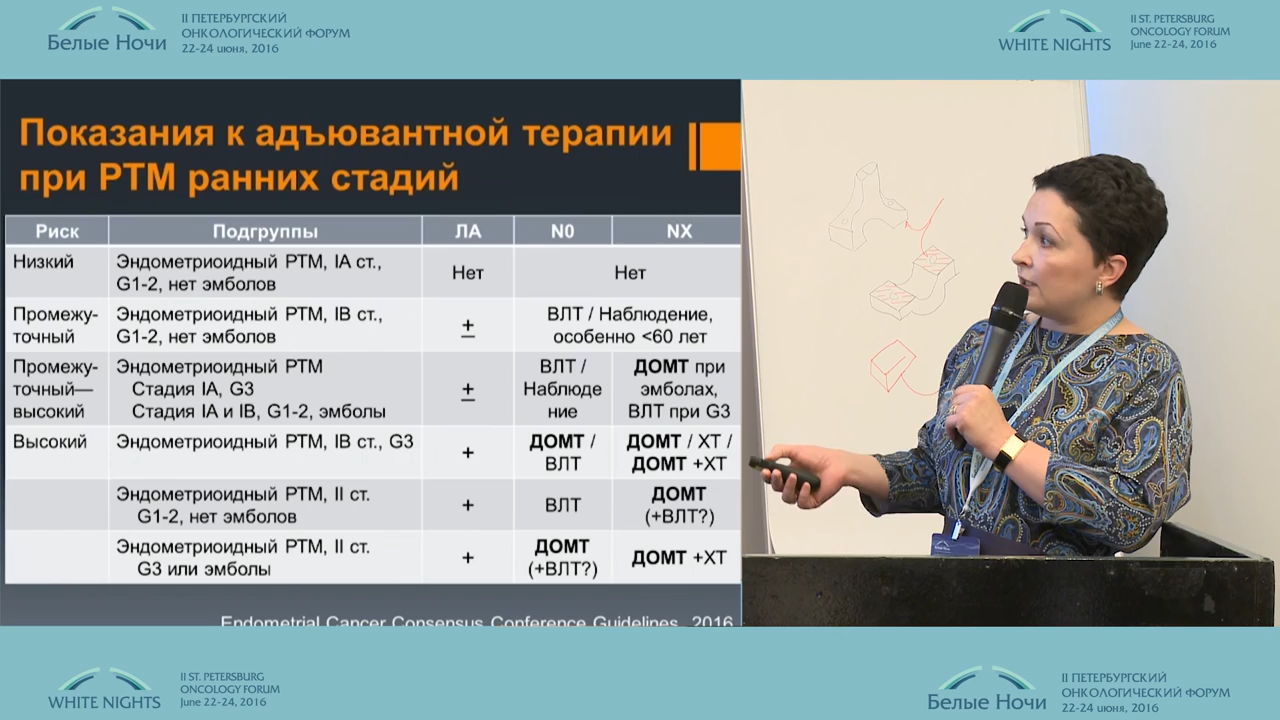 Белые Ночи
II ПЕТЕРБУРГСКИЙ
ОНКОЛОГИЧЕСКИЙ ФОРУМ
22-24 июня, 2016
WHITE NIGHTS
II ST. PETERSBURG
ONCOLOGY FORUM
June 22-24, 2016
Показания к адъювантной терапии
при РТМ ранних стадий
Риск Подгруппы ЛА N0 NX
Низкий Эндометриоидный РТМ, IA ст., G1-2, нет эмболов Нет Нет
Промежу-точный Эндометриоидный РТМ, IB ст., G1-2, нет эмболов + ВЛТ / Наблюдение, особенно <60 лет
Промежу-точный—высокий Эндометриоидный РТМ Стадия IA, G3 Стадия IA и IB, G1-2, эмболы + ВЛТ / Наблюде ние ДОМТ при эмболах, ВЛТ при G3
Высокий Эндометриоидный РТМ, IB ст., G3 + ДОМТ / ВЛТ ДОМТ / ХТ / ДОМТ +ХТ
Эндометриоидный РТМ, II ст. G1-2, нет эмболов + ВЛТ ДОМТ (+ВЛТ?)
Эндометриоидный РТМ, II ст. G3 или эмболы + ДОМТ (+ВЛТ?) ДОМТ +ХТ
Endometrial Cancer Consensus Conference Guidelines, 2016
WHITE NIGHTS
II ST. PETERSBURG
ONCOLOGY FORUM
June 22-24, 2016
Белые Ночи
II ПЕТЕРБУРГСКИЙ
ОНКОЛОГИЧЕСКИЙ ФОРУМ
22-24 июня, 2016